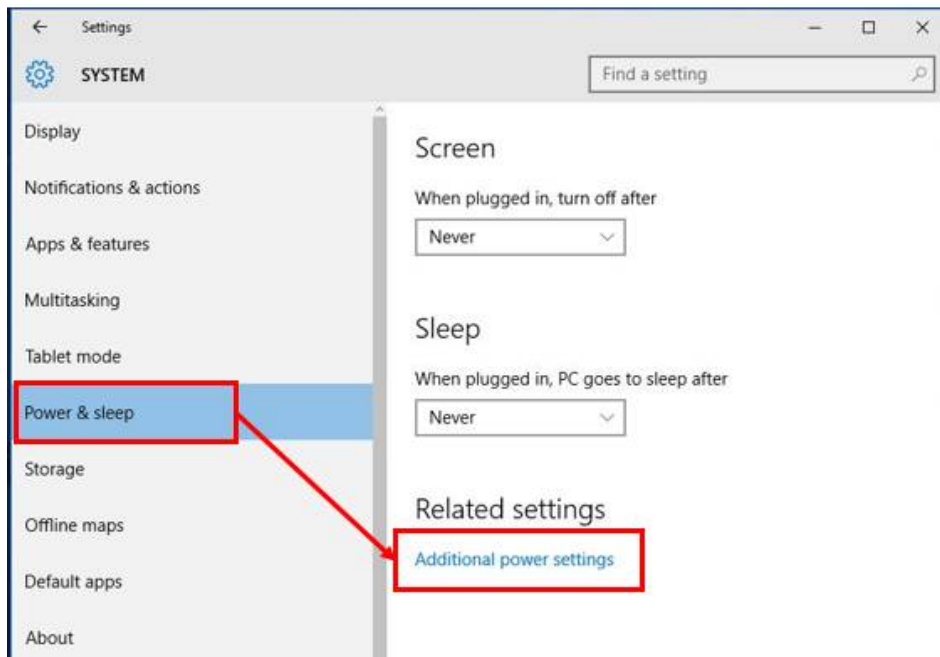 Settings
SYSTEM
Find a setting
Display
Notifications & actions
Apps & features
Multitasking
Tablet mode
Power & sleep
Storage
Offline maps
Default apps
About
Screen
When plugged in, turn off after
Never
Sleep
When plugged in, PC goes to sleep after
Never
Related settings
Additional power settings